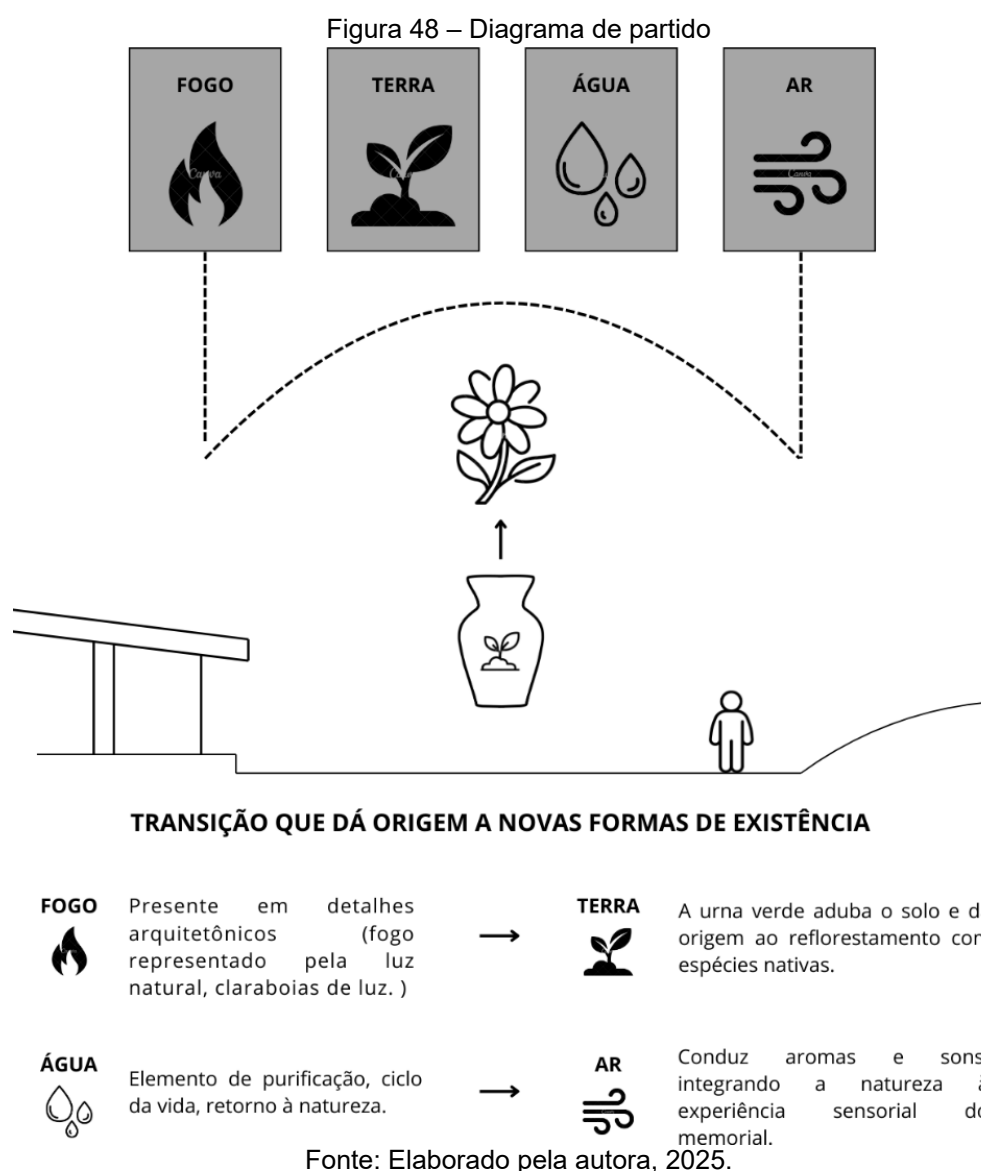 Figura 48 – Diagrama de partido
FOGO
TERRA
ÁGUA
AR
Canva
Canva
TRANSIÇÃO QUE DÁ ORIGEM A NOVAS FORMAS DE EXISTÊNCIA
FOGO
Presente em detalhes
arquitetônicos (fogo
representado pela luz
natural, claraboias de luz. )
TERRA
A urna verde aduba o solo e
origem ao reflorestamento
espécies nativas.
ÁGUA
Elemento de purificação, ciclo
da vida, retorno à natureza.
AR
Conduz aromas e sons
integrando a natureza
experiência sensorial
memorial.
Fonte: Elaborado pela autora, 2025.